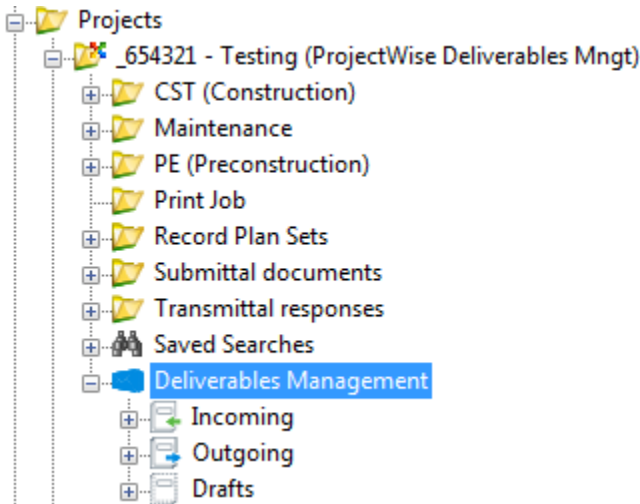 Projects
_654321 - Testing (ProjectWise Deliverables Mngt)
CST (Construction)
Maintenance
PE (Preconstruction)
Print Job
Record Plan Sets
Submittal documents
Transmittal responses
Saved Searches
Deliverables Management
Incoming
Outgoing
Drafts